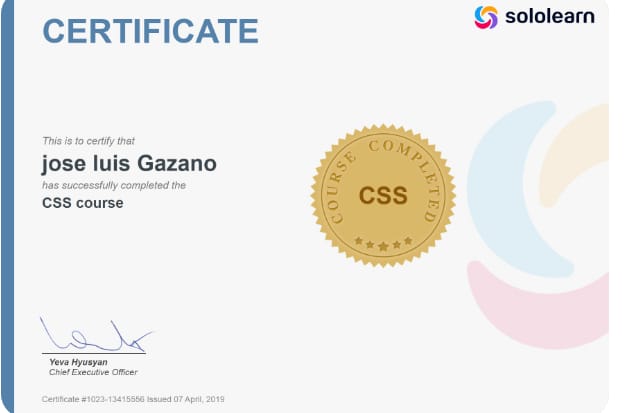 CERTIFICATE
sololearn
This is to certify that
jose luis Gazano
has successfully completed the
CSS course
COURSE COMPLETED
CSS
Yeva Hyusyan
Chief Executive Officer
Certificate #1023-13415556 Issued 07 April, 2019